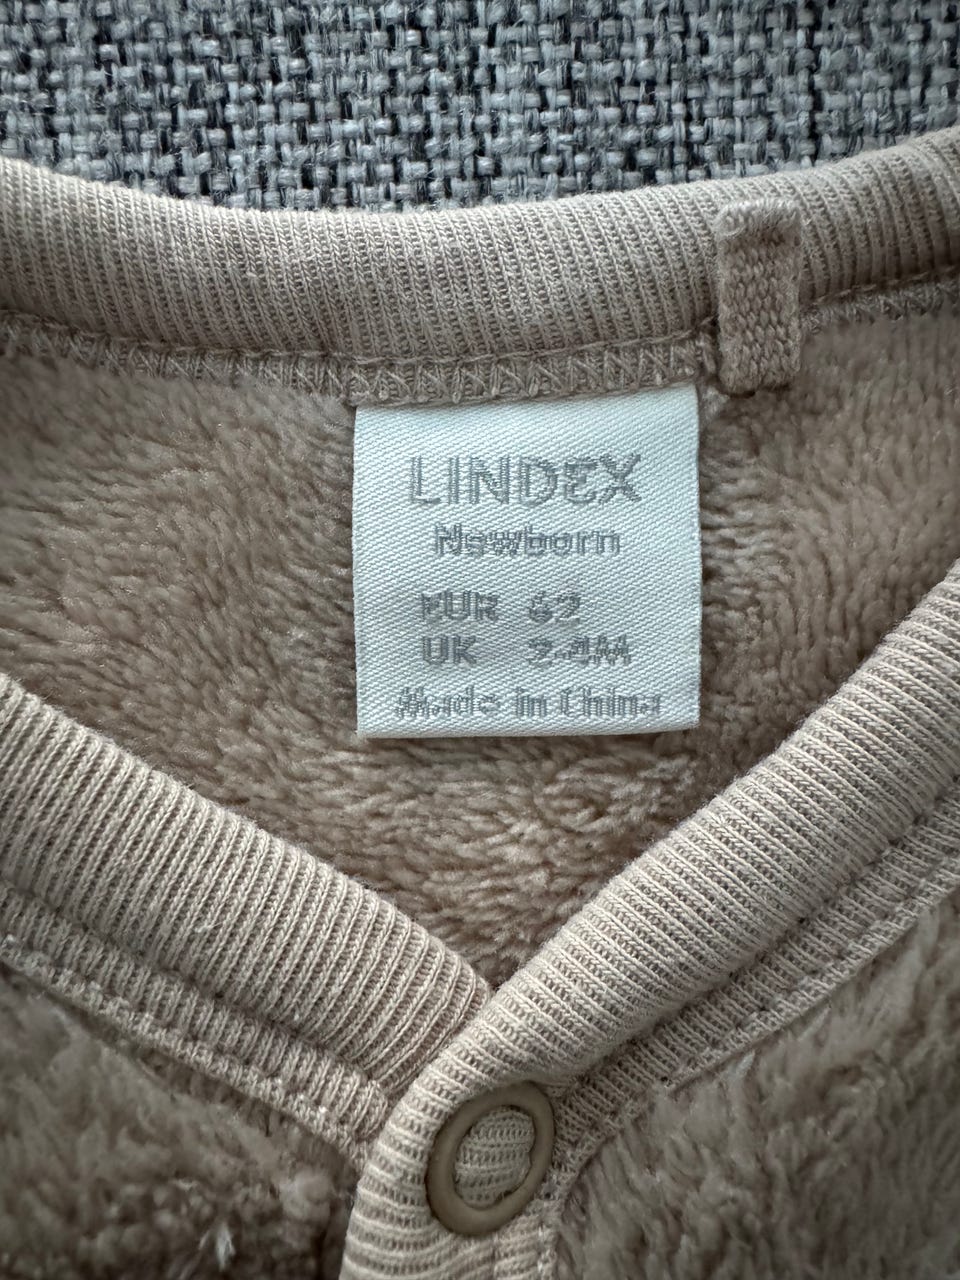 LINDEX
Newborn
EUR 62
UK 2-4M
Made in China